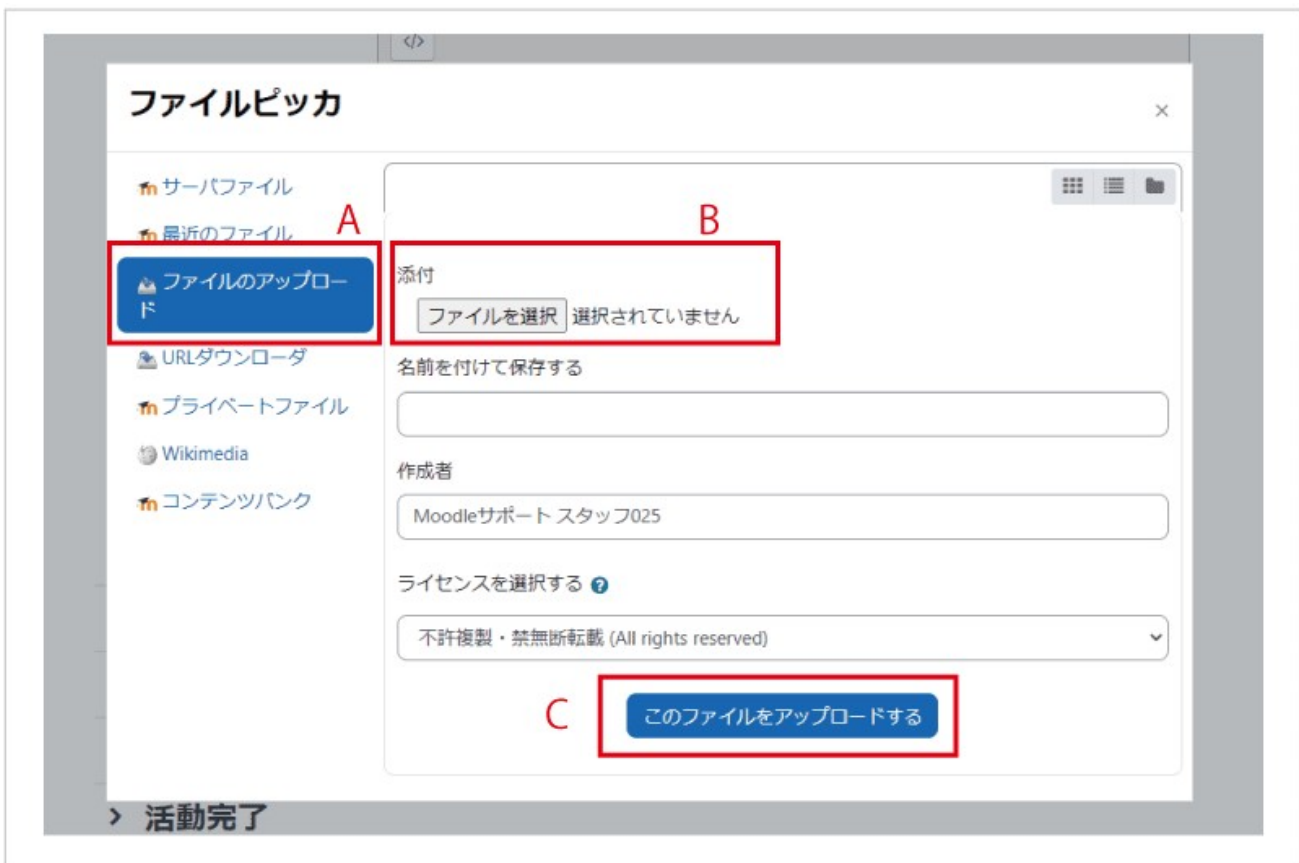 </>
ファイルピッカ
×
サーバファイル
最近のファイル
A
ファイルのアップロー
ド
URLダウンローダ
プライベートファイル
Wikimedia
コンテンツバンク
B
添付
ファイルを選択 選択されていません
名前を付けて保存する
作成者
Moodleサポート スタッフ025
ライセンスを選択する ?
不許複製・禁無断転載 (All rights reserved)
C
このファイルをアップロードする
> 活動完了